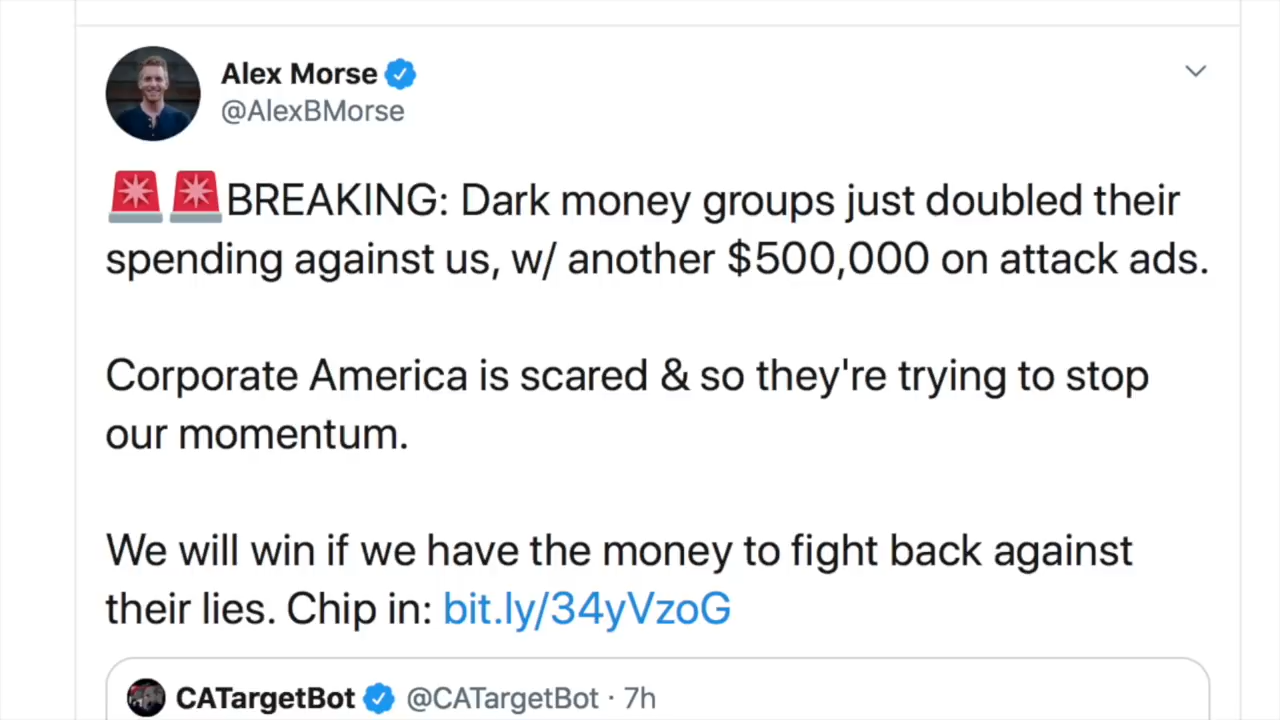 Alex Morse
@AlexBMorse
🚨🚨BREAKING: Dark money groups just doubled their
spending against us, w/ another $500,000 on attack ads.
Corporate America is scared & so they're trying to stop
our momentum.
We will win if we have the money to fight back against
their lies. Chip in: bit.ly/34yVzoG
CATargetBot @CATargetBot · 7h